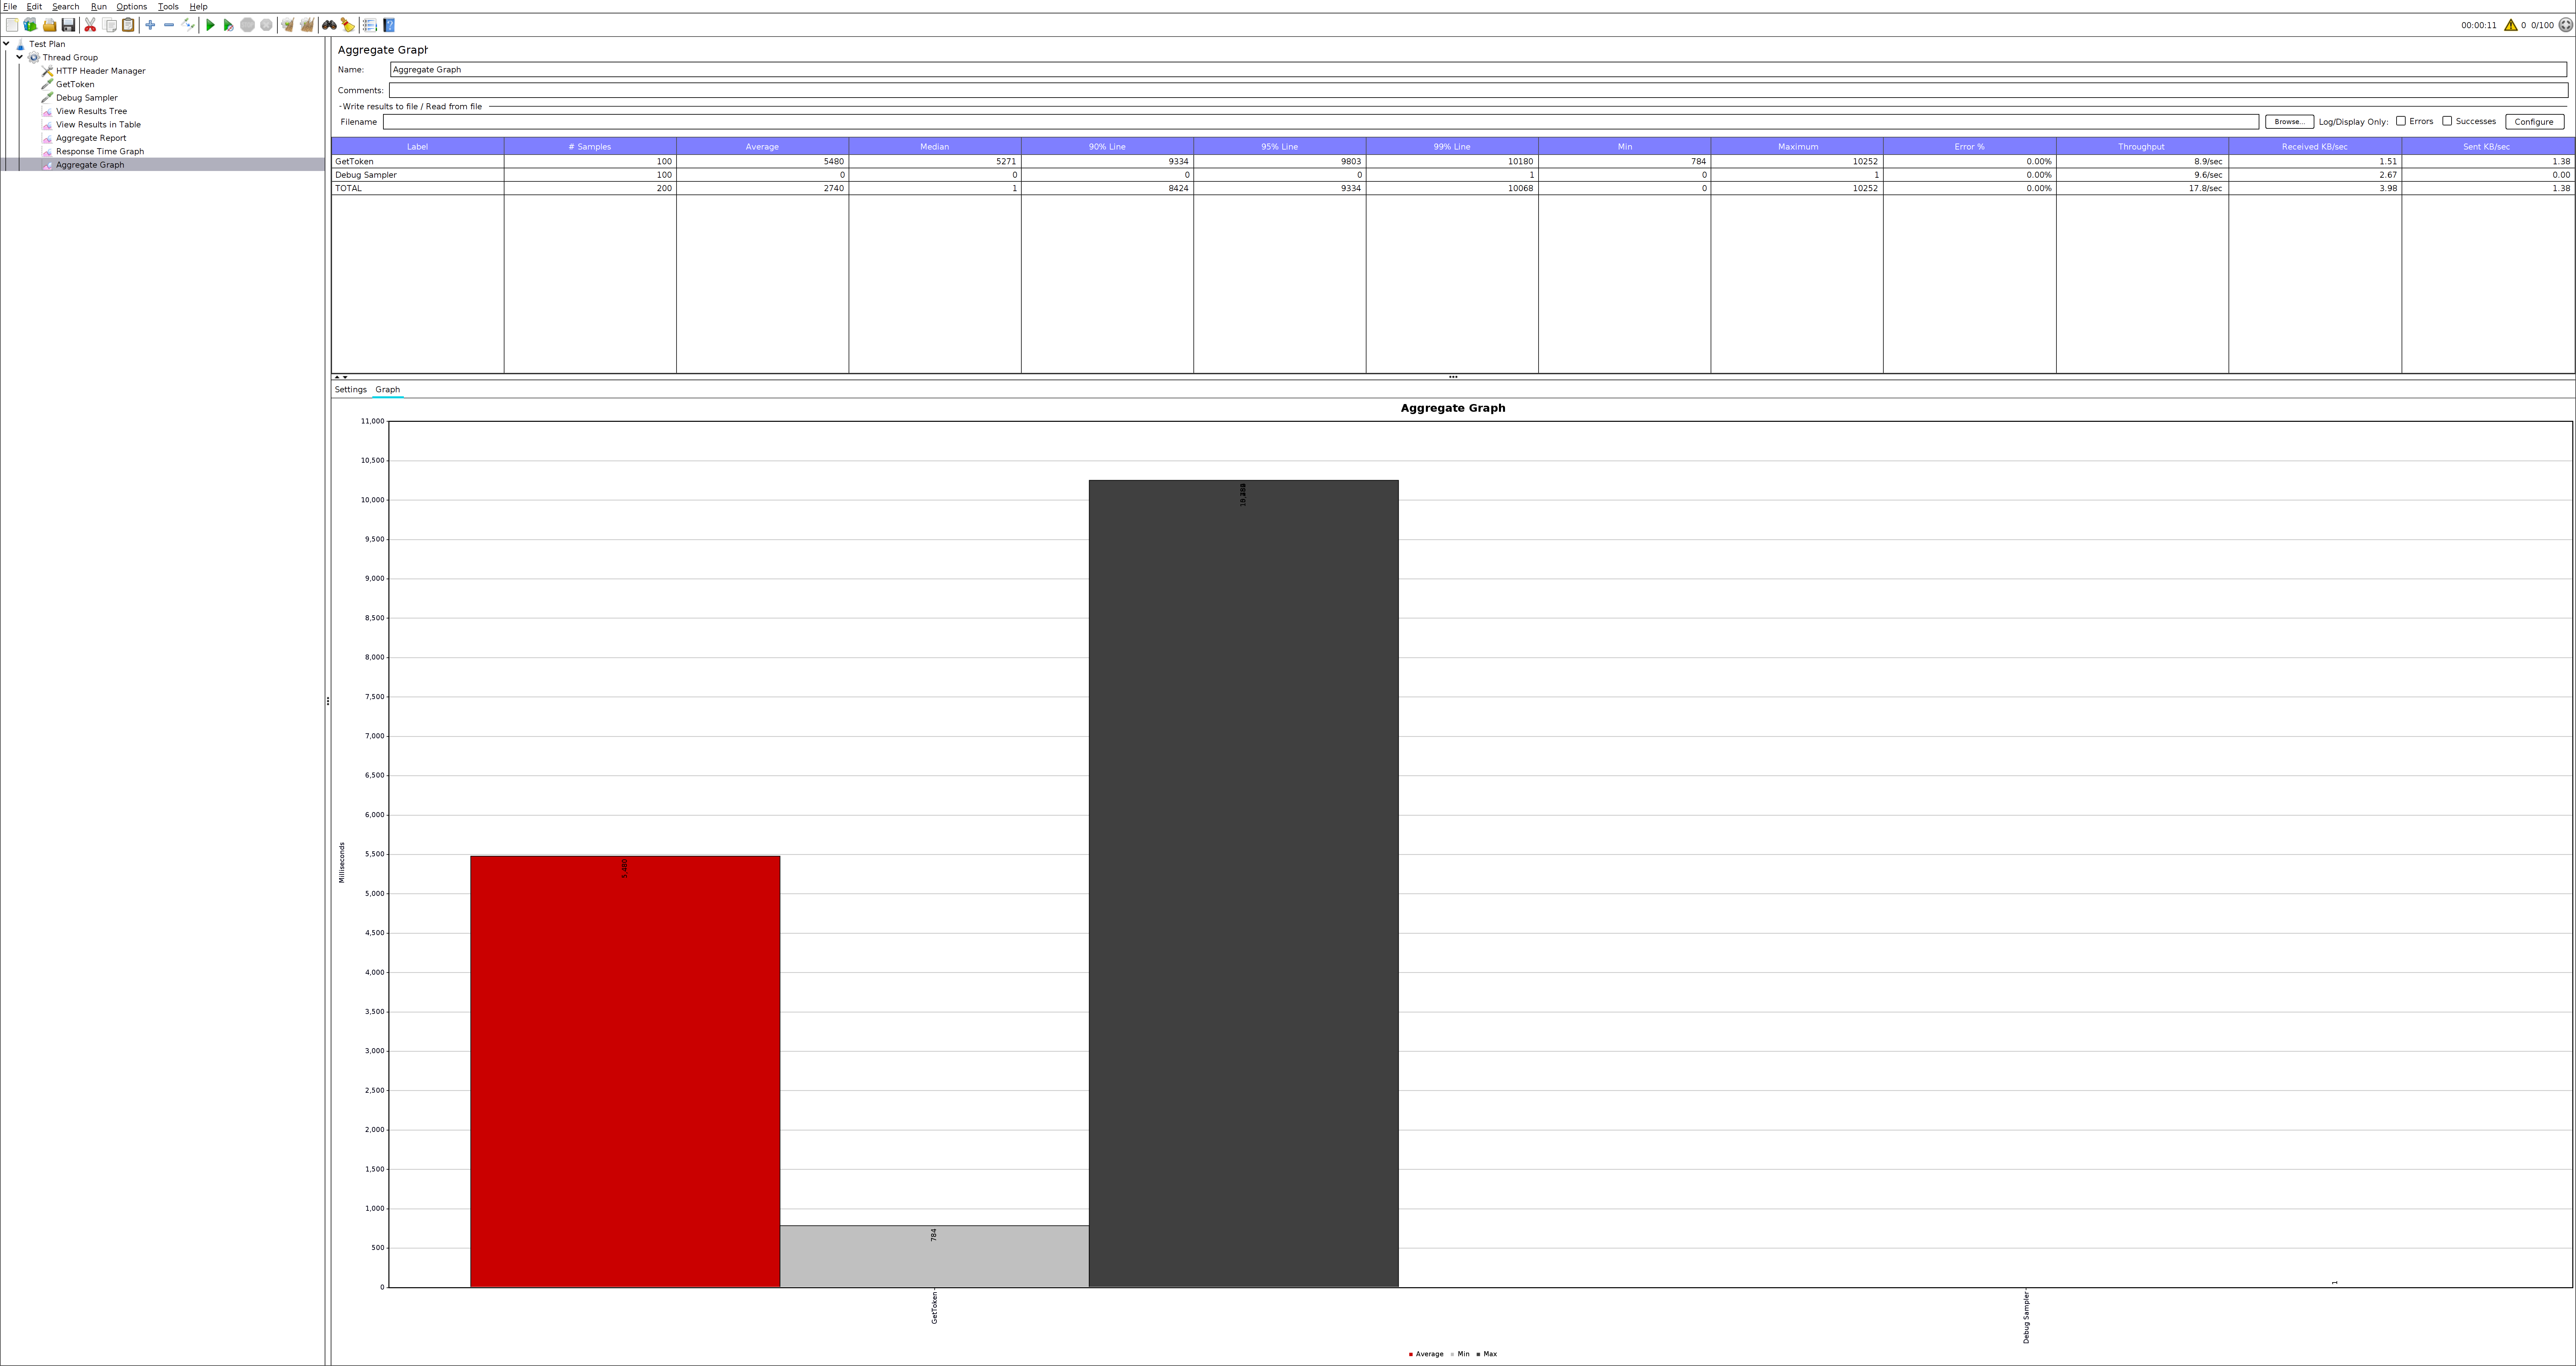 File Edit Search Run Options Tools Help
00:00:11 0 0/100
Test Plan
Thread Group
HTTP Header Manager
GetToken
Debug Sampler
View Results Tree
View Results in Table
Aggregate Report
Response Time Graph
Aggregate Graph
Aggregate Graph
Name: Aggregate Graph
Comments:
Write results to file / Read from file
Filename Browse... Log/Display Only: Errors Successes Configure
Label # Samples Average Median 90% Line 95% Line 99% Line Min Maximum Error % Throughput Received KB/sec Sent KB/sec
GetToken 100 5480 5271 9334 9803 10180 784 10252 0.00% 8.9/sec 1.51 1.38
Debug Sampler 100 0 0 0 0 1 0 1 0.00% 9.6/sec 2.67 0.00
TOTAL 200 2740 1 8424 9334 10068 0 10252 0.00% 17.8/sec 3.98 1.38
Settings Graph
Aggregate Graph
11,000
10,500
10,000
9,500
9,000
8,500
8,000
7,500
7,000
6,500
6,000
5,500
5,000
4,500
4,000
3,500
3,000
2,500
2,000
1,500
1,000
500
0
Milliseconds
5,480
784
1
GetToken
Debug Sampler
Average Min Max